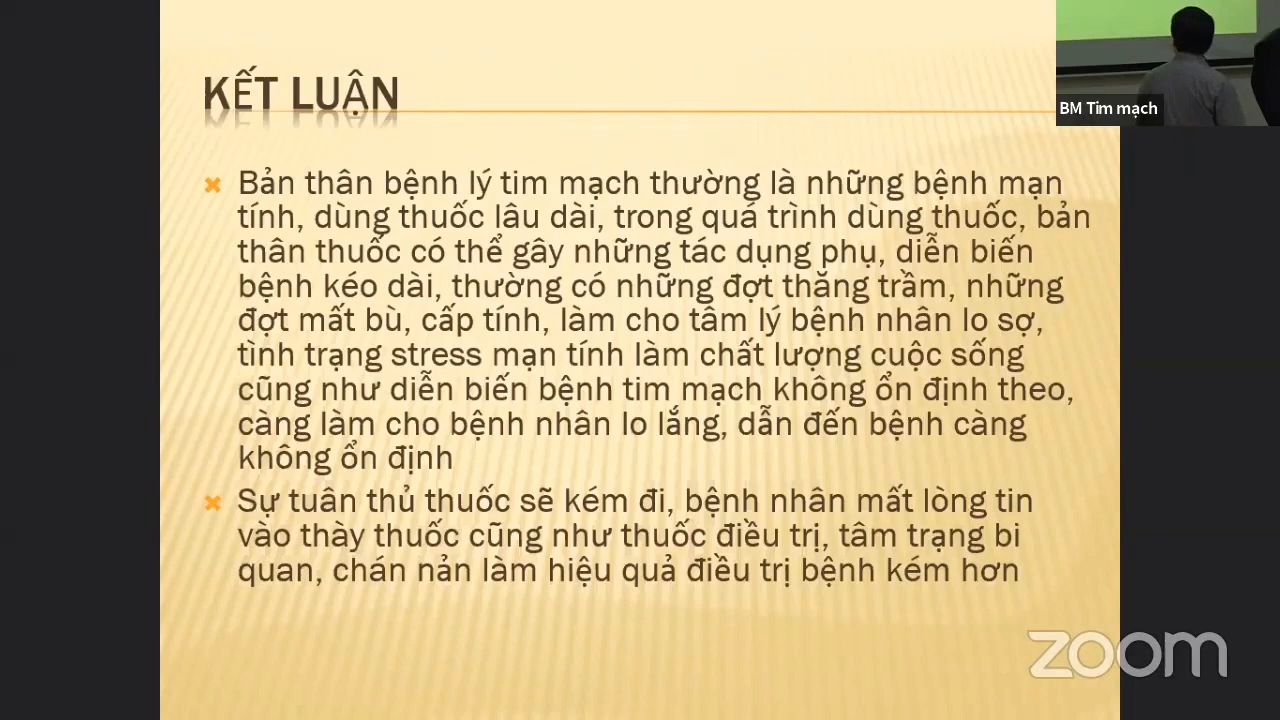 KẾT LUẬN
BM Tim mạch
Bản thân bệnh lý tim mạch thường là những bệnh mạn
tính, dùng thuốc lâu dài, trong quá trình dùng thuốc, bản
thân thuốc có thể gây những tác dụng phụ, diễn biến
bệnh kéo dài, thường có những đợt thăng trầm, những
đợt mất bù, cấp tính, làm cho tâm lý bệnh nhân lo sợ,
tình trạng stress mạn tính làm chất lượng cuộc sống
cũng như diễn biến bệnh tim mạch không ổn định theo,
càng làm cho bệnh nhân lo lắng, dẫn đến bệnh càng
không ổn định
Sự tuân thủ thuốc sẽ kém đi, bệnh nhân mất lòng tin
vào thày thuốc cũng như thuốc điều trị, tâm trạng bi
quan, chán nản làm hiệu quả điều trị bệnh kém hơn
zoom